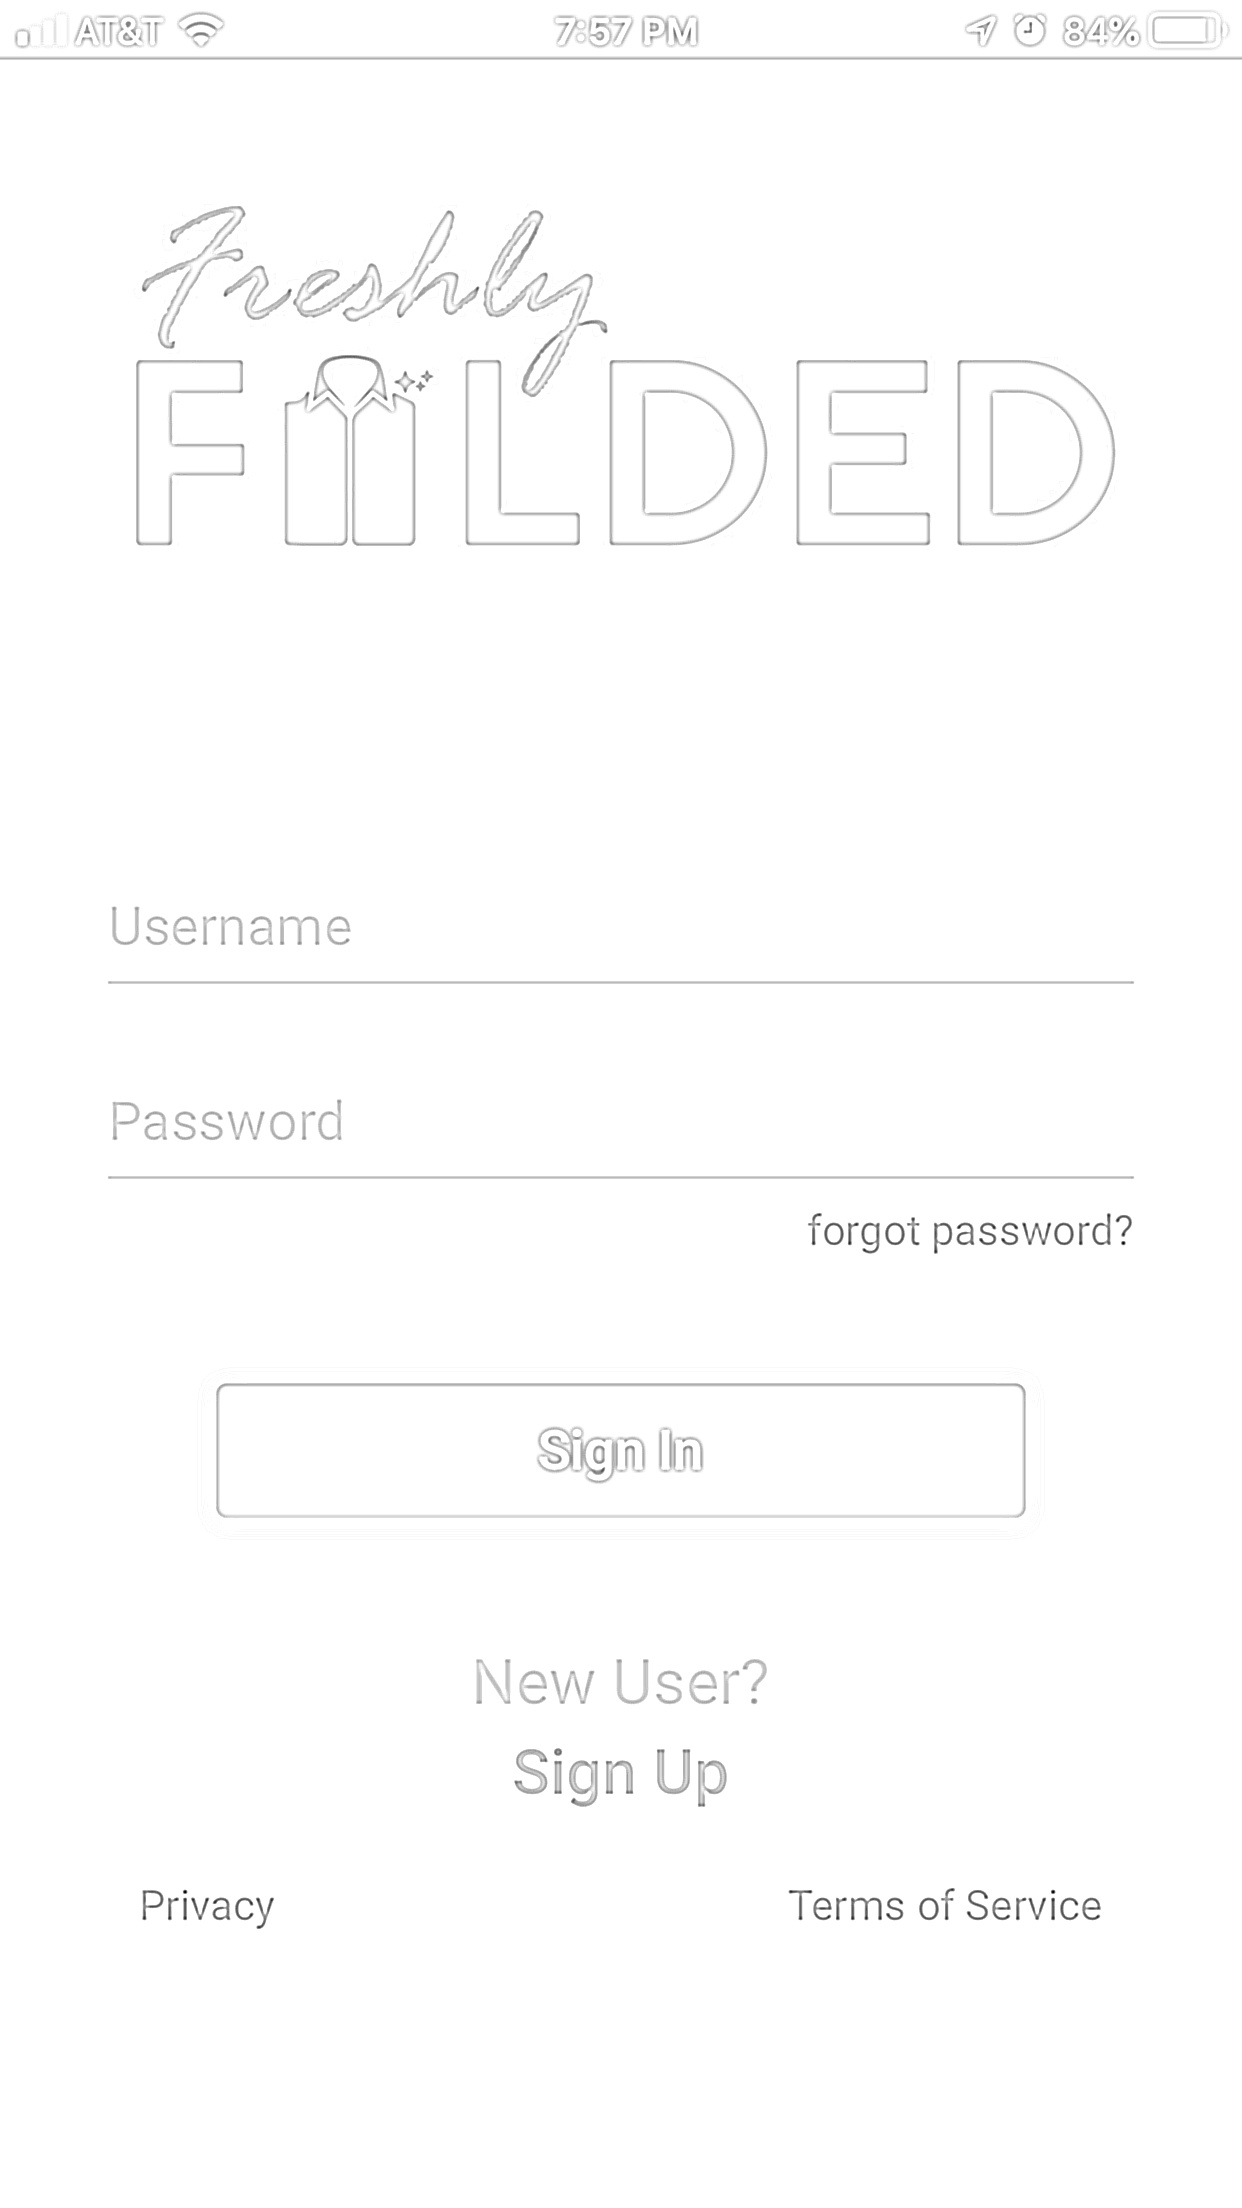 AT&T 7:57 PM 84%
Freshly
FOLDED
Username
Password
forgot password?
Sign In
New User?
Sign Up
Privacy
Terms of Service